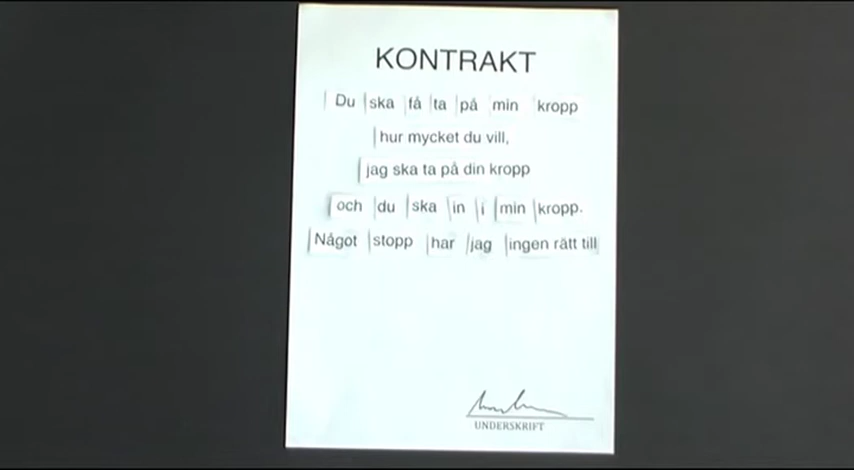 KONTRAKT
Du ska få ta på min kropp
hur mycket du vill,
jag ska ta på din kropp
och du ska in i min kropp.
Något stopp har jag ingen rätt till
UNDERSKRIFT